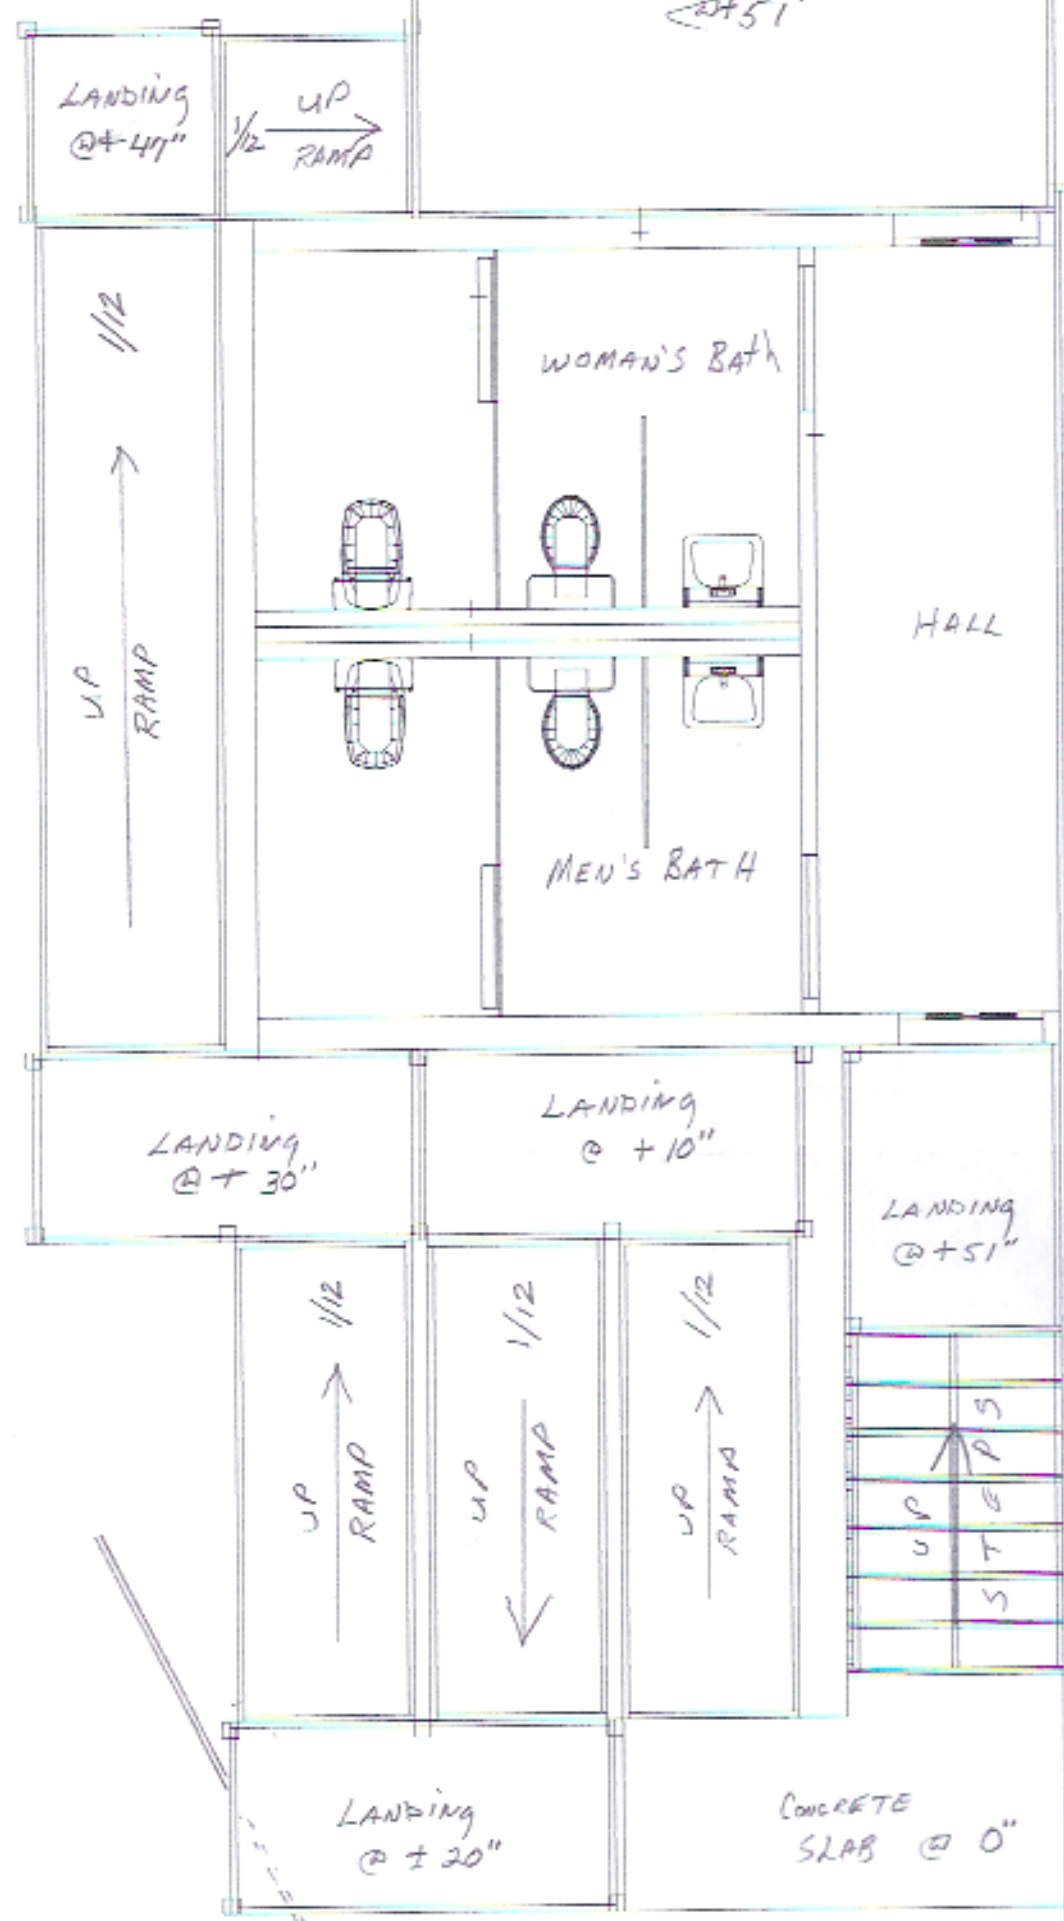 @+51"
LANDING
@+ 47"
1/12
UP
RAMP
1/12
UP
RAMP
WOMAN'S BATH
HALL
MEN'S BATH
LANDING
@+ 30"
LANDING
@ +10"
LANDING
@+51"
1/12
UP
RAMP
1/12
UP
RAMP
1/12
UP
RAMP
UP
STEPS
LANDING
@ ± 20"
CONCRETE
SLAB @ 0"